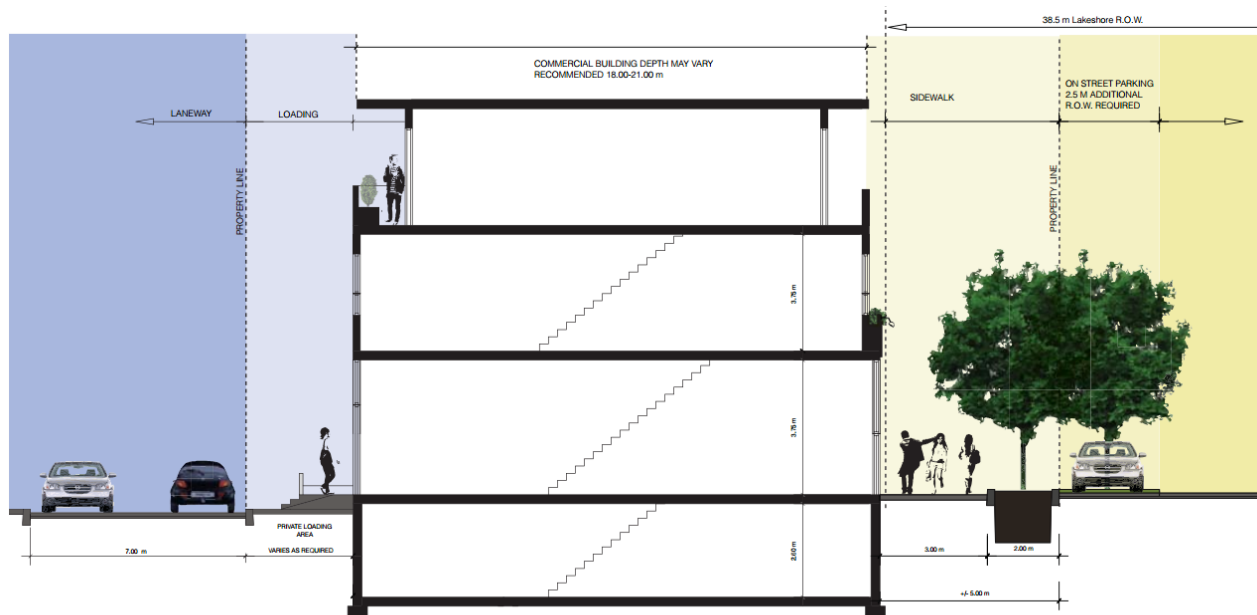 38.5 m Lakeshore R.O.W.
COMMERCIAL BUILDING DEPTH MAY VARY
RECOMMENDED 18.00-21.00 m
ON STREET PARKING
2.5 M ADDITIONAL
R.O.W. REQUIRED
SIDEWALK
LANEWAY
LOADING
PROPERTY LINE
PROPERTY LINE
3.75 m
3.75 m
2.60 m
PRIVATE LOADING
AREA
VARIES AS REQUIRED
7.00 m
3.00 m
2.00 m
+/- 5.00 m